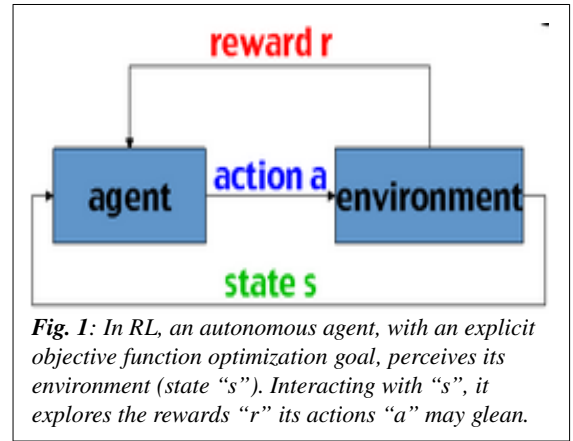 reward r
action a
agent
environment
state s
Fig. 1: In RL, an autonomous agent, with an explicit
objective function optimization goal, perceives its
environment (state “s”). Interacting with “s”, it
explores the rewards “r” its actions “a” may glean.